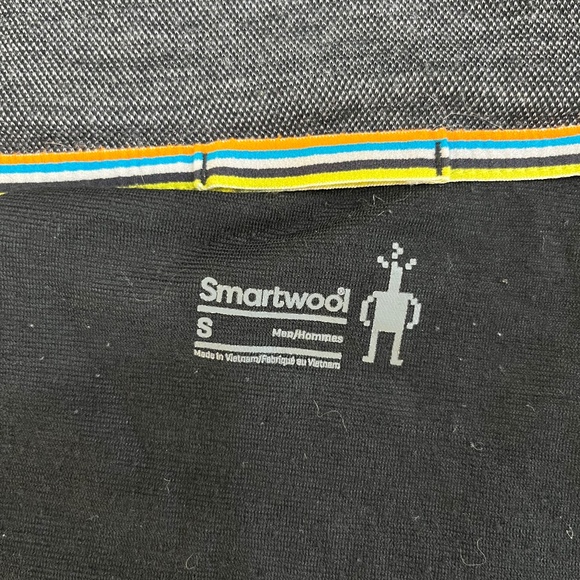 Smartwool
S Men/Hommes
Made in Vietnam/Fabriqué au Vietnam